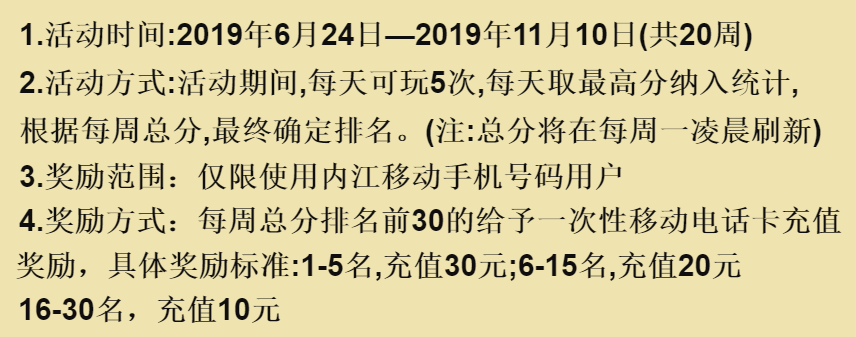 1.活动时间:2019年6月24日—2019年11月10日(共20周)
2.活动方式:活动期间,每天可玩5次,每天取最高分纳入统计,
根据每周总分,最终确定排名。(注:总分将在每周一凌晨刷新)
3.奖励范围：仅限使用内江移动手机号码用户
4.奖励方式：每周总分排名前30的给予一次性移动电话卡充值
奖励，具体奖励标准:1-5名,充值30元;6-15名,充值20元
16-30名，充值10元